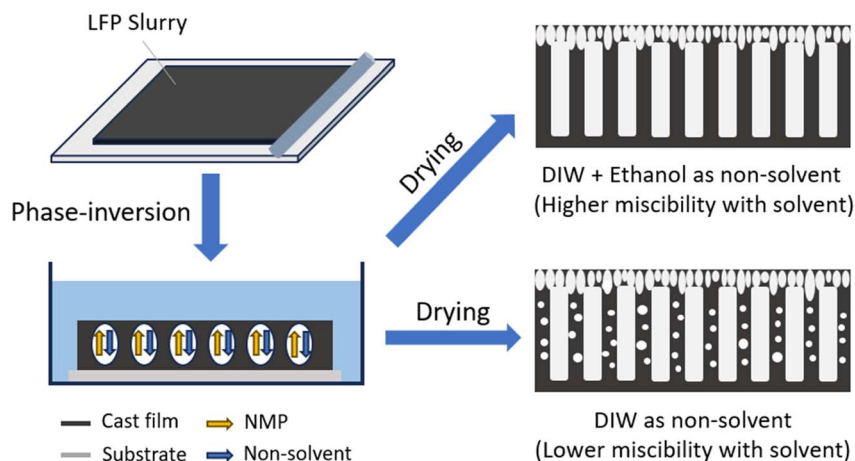 LFP Slurry
Phase-inversion
Drying
DIW + Ethanol as non-solvent
(Higher miscibility with solvent)
Drying
DIW as non-solvent
(Lower miscibility with solvent)
Cast film
NMP
Substrate
Non-solvent